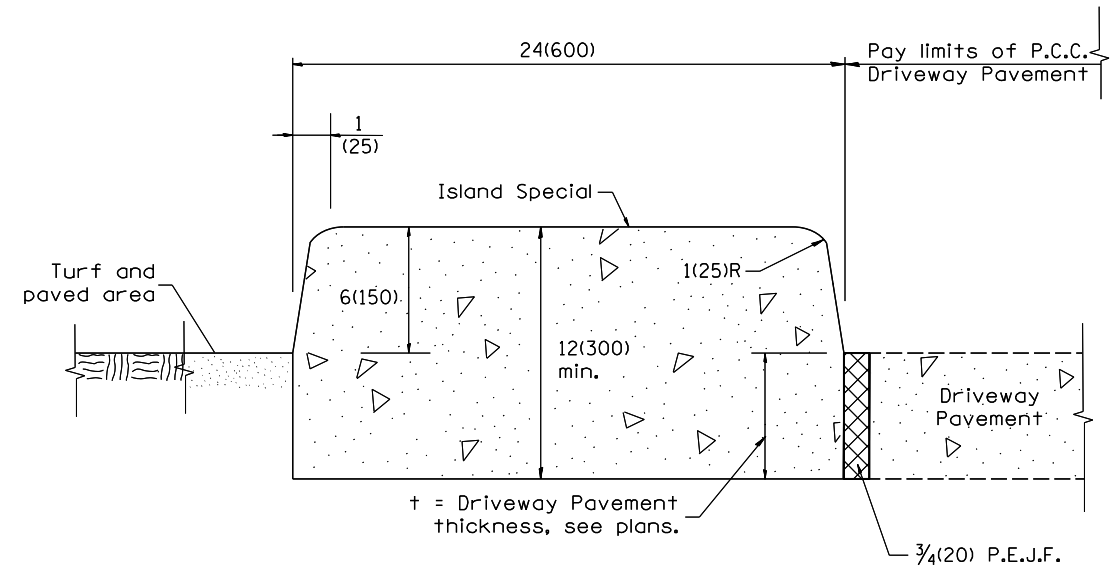 24(600)
Pay limits of P.C.C.
Driveway Pavement
1
(25)
Island Special
Turf and
paved area
1(25)R
6(150)
12(300)
min.
Driveway
Pavement
t = Driveway Pavement
thickness, see plans.
3/4(20) P.E.J.F.